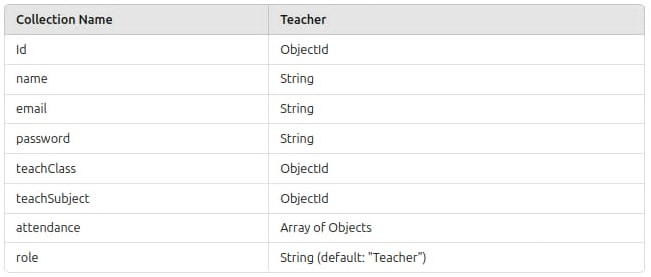 Collection Name Teacher
Id ObjectId
name String
email String
password String
teachClass ObjectId
teachSubject ObjectId
attendance Array of Objects
role String (default: "Teacher")